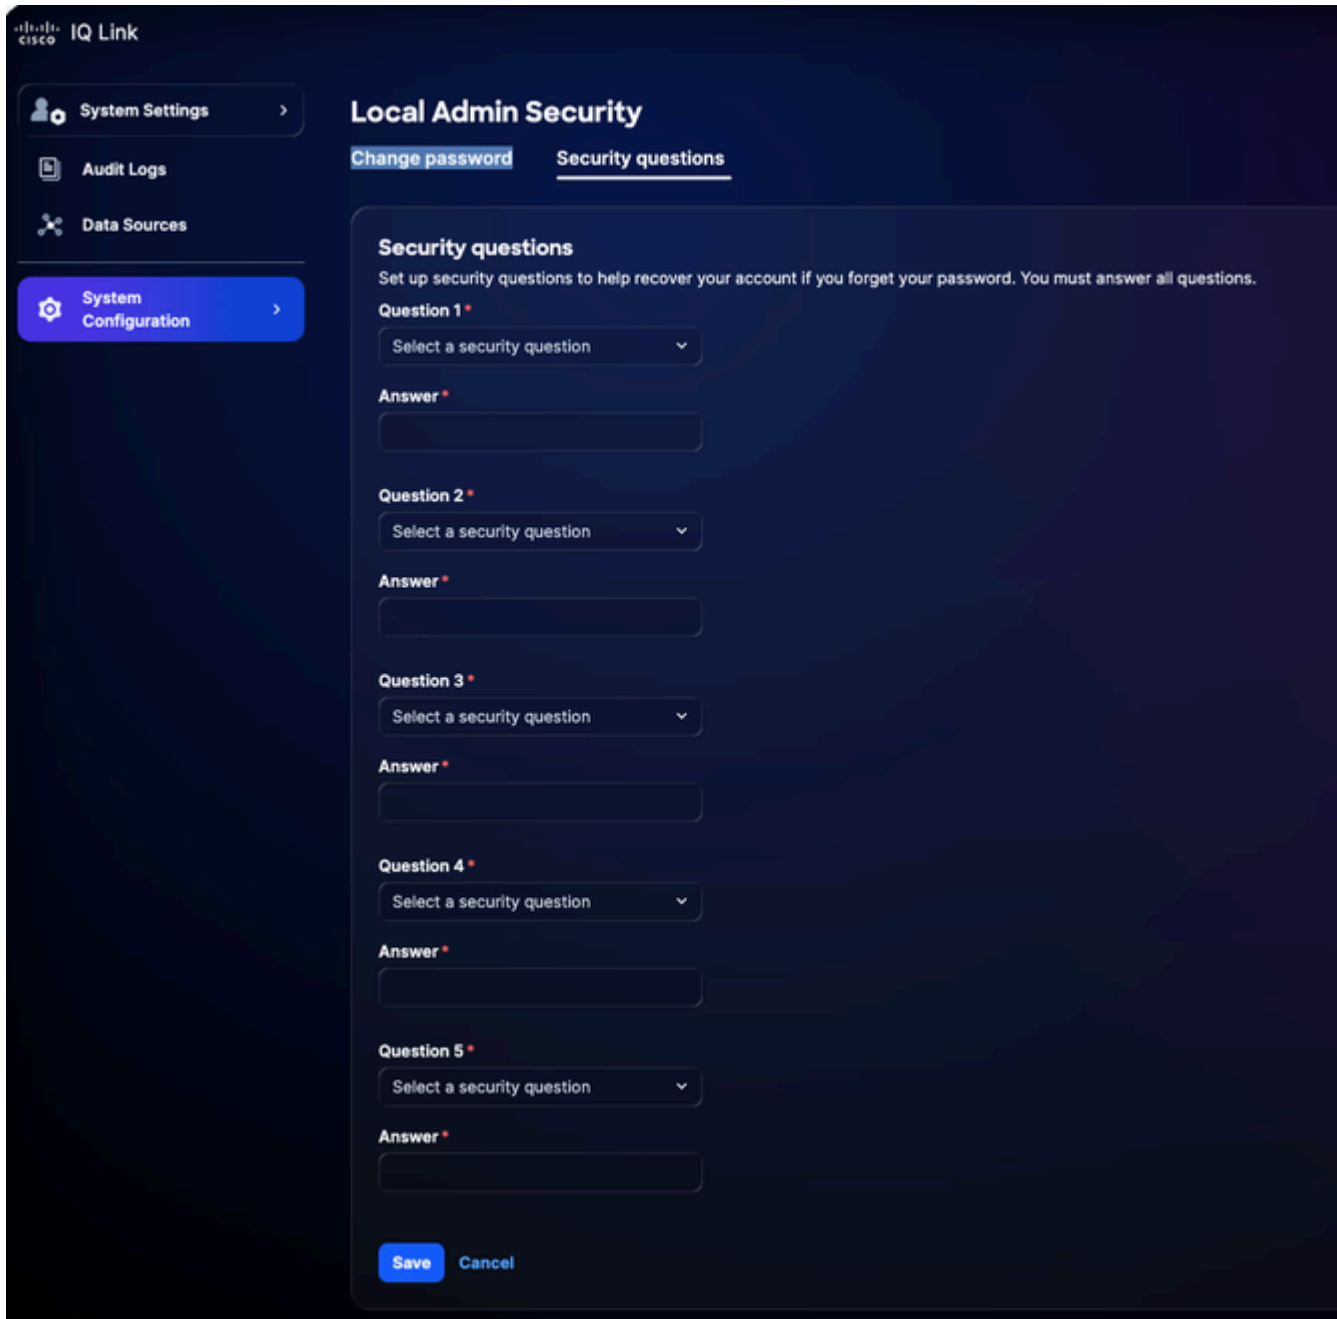 cisco IQ Link
System Settings
Audit Logs
Data Sources
System
Configuration
Local Admin Security
Change password Security questions
Security questions
Set up security questions to help recover your account if you forget your password. You must answer all questions.
Question 1*
Select a security question
Answer*
Question 2*
Select a security question
Answer*
Question 3*
Select a security question
Answer*
Question 4*
Select a security question
Answer*
Question 5*
Select a security question
Answer*
Save Cancel